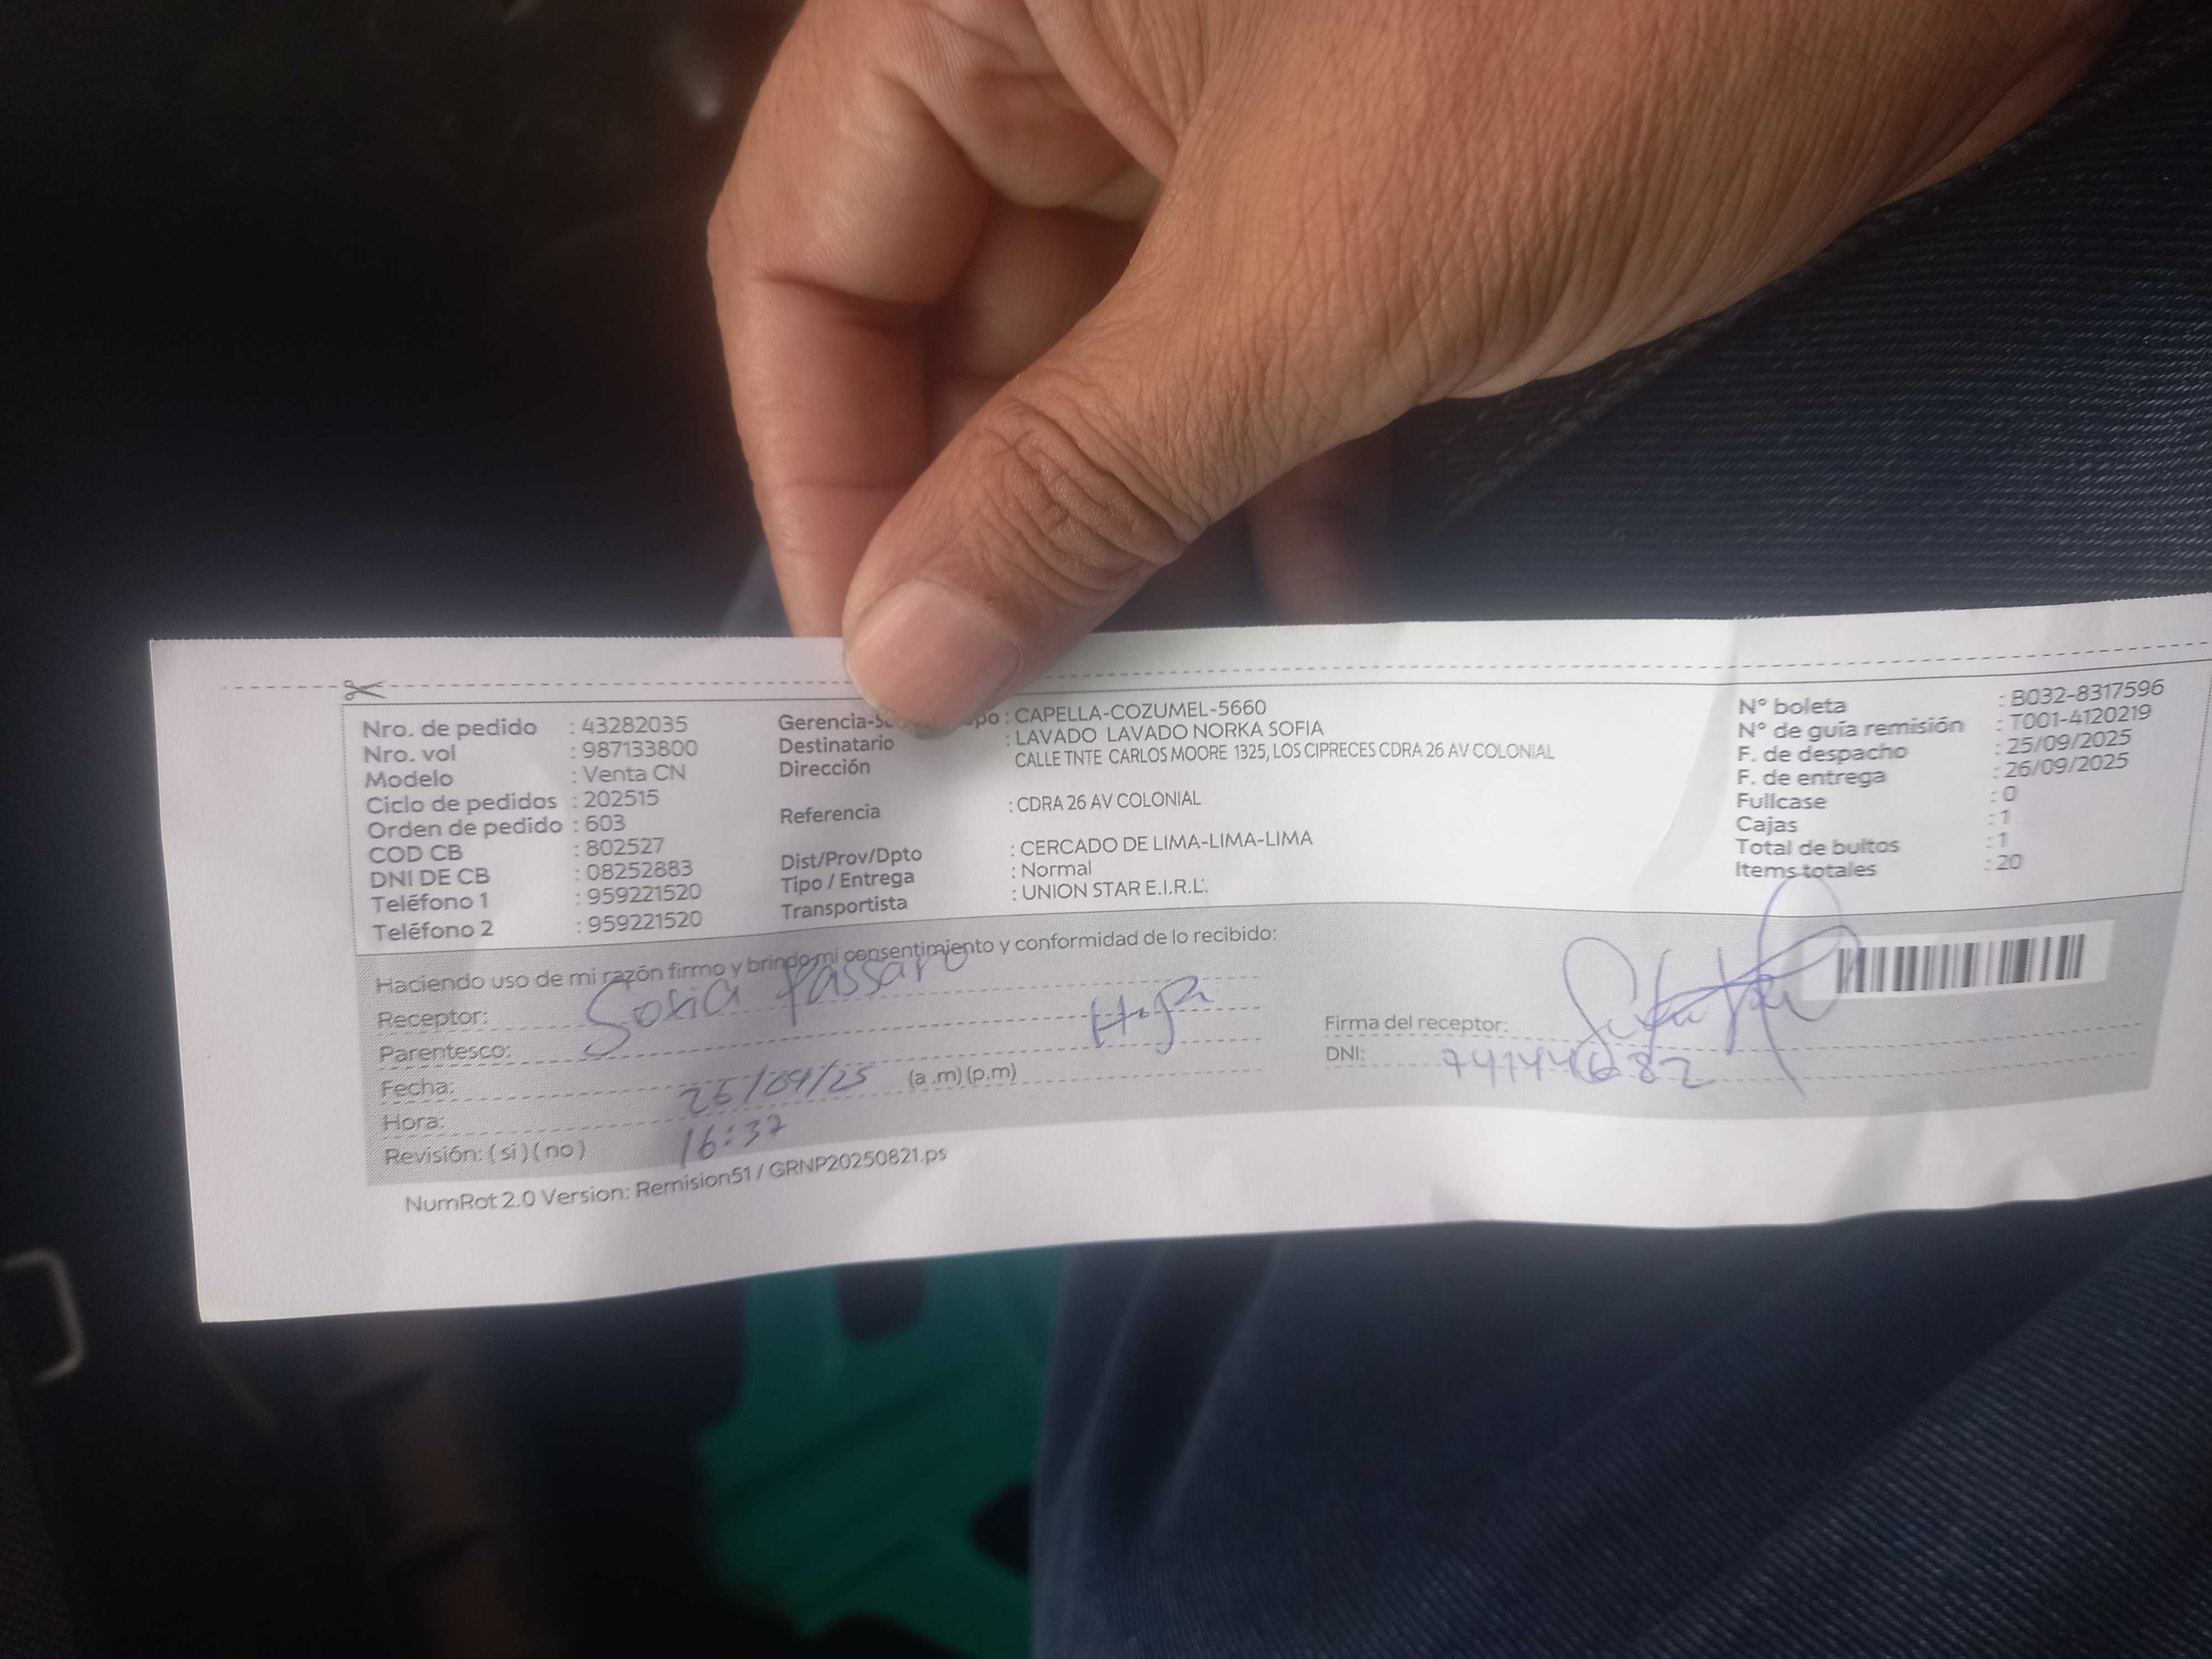 Nro. de pedido : 43282035
Nro. vol : 987133800
Modelo : Venta CN
Ciclo de pedidos : 202515
Orden de pedido : 603
COD CB : 802527
DNI DE CB : 08252883
Teléfono 1 : 959221520
Teléfono 2 : 959221520
Gerencia-S po : CAPELLA-COZUMEL-5660
Destinatario : LAVADO LAVADO NORKA SOFIA
Dirección CALLE TNTE CARLOS MOORE 1325, LOS CIPRECES CDRA 26 AV COLONIAL
Referencia : CDRA 26 AV COLONIAL
Dist/Prov/Dpto : CERCADO DE LIMA-LIMA-LIMA
Tipo / Entrega : Normal
Transportista : UNION STAR E.I.R.L.
N° boleta : B032-8317596
N° de guía remisión : T001-4120219
F. de despacho : 25/09/2025
F. de entrega : 26/09/2025
Fullcase : 0
Cajas : 1
Total de bultos : 1
Items totales : 20
Haciendo uso de mi razón firmo y brindo mi consentimiento y conformidad de lo recibido:
Receptor: Sofia Passaro
Parentesco: Hija
Fecha: 26/09/25 (a .m) (p.m)
Hora: 16:37
Revisión: ( si ) ( no )
Firma del receptor:
DNI:
NumRot 2.0 Version: Remision51 / GRNP20250821.ps